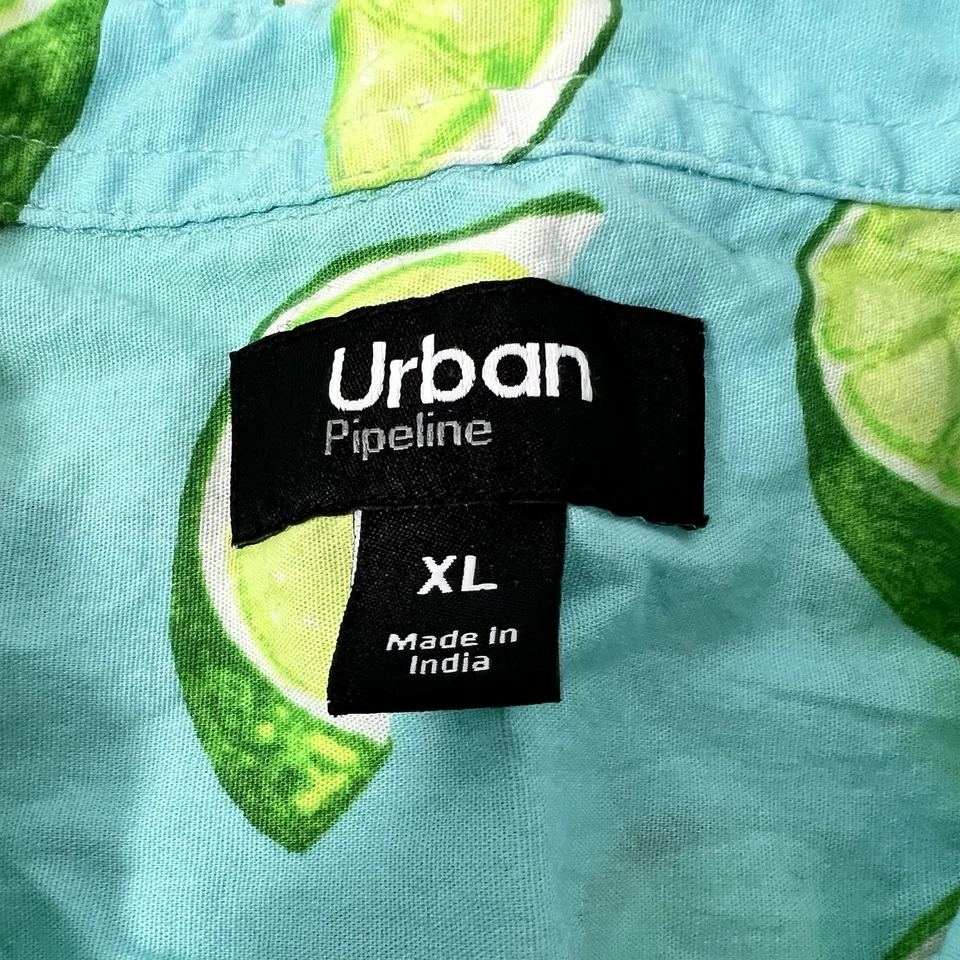 Urban
Pipeline
XL
Made in
India